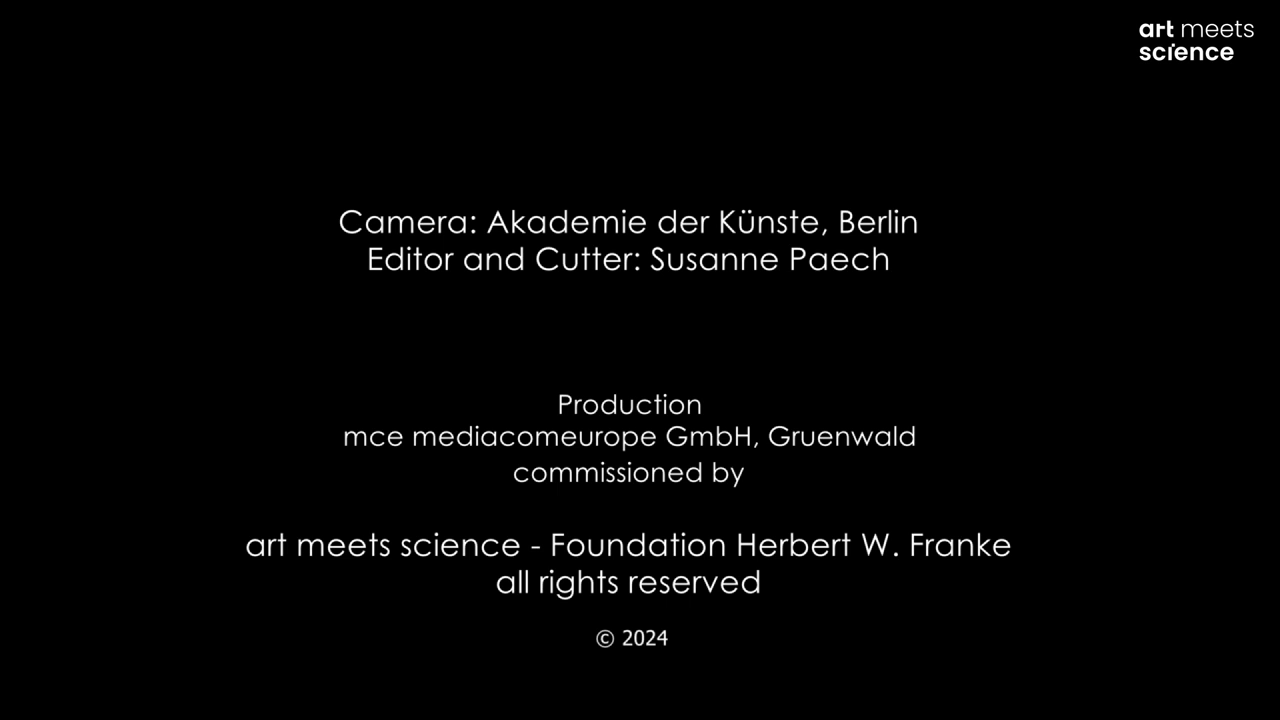 art meets
science
Camera: Akademie der Künste, Berlin
Editor and Cutter: Susanne Paech
Production
mce mediacomeurope GmbH, Gruenwald
commissioned by
art meets science - Foundation Herbert W. Franke
all rights reserved
© 2024